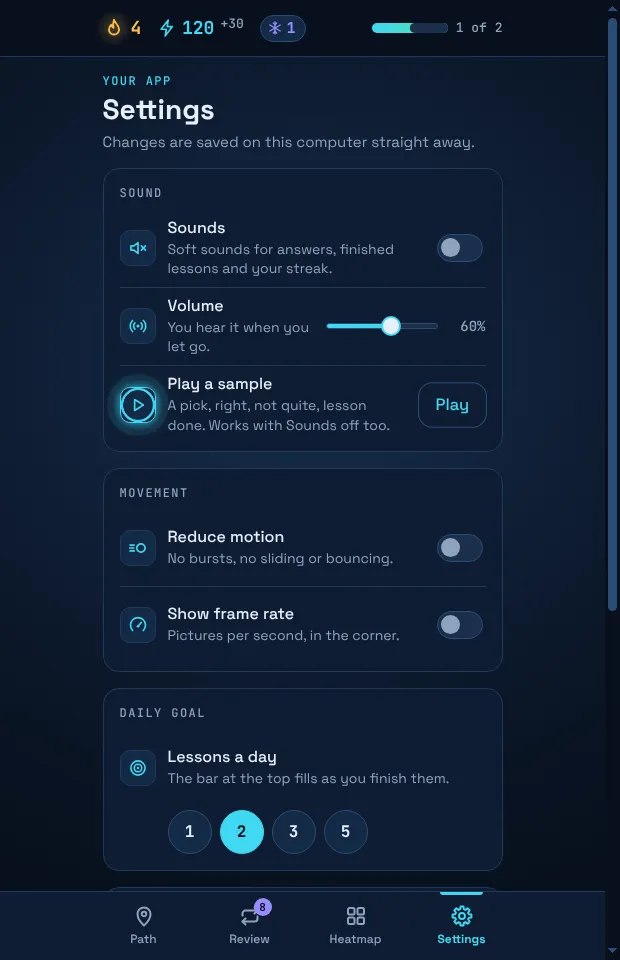 4 120 +30 1 1 of 2
YOUR APP
Settings
Changes are saved on this computer straight away.
SOUND
Sounds
Soft sounds for answers, finished
lessons and your streak.
Volume
You hear it when you
let go.
60%
Play a sample
A pick, right, not quite, lesson
done. Works with Sounds off too.
Play
MOVEMENT
Reduce motion
No bursts, no sliding or bouncing.
Show frame rate
Pictures per second, in the corner.
DAILY GOAL
Lessons a day
The bar at the top fills as you finish them.
1 2 3 5
8
Path Review Heatmap Settings